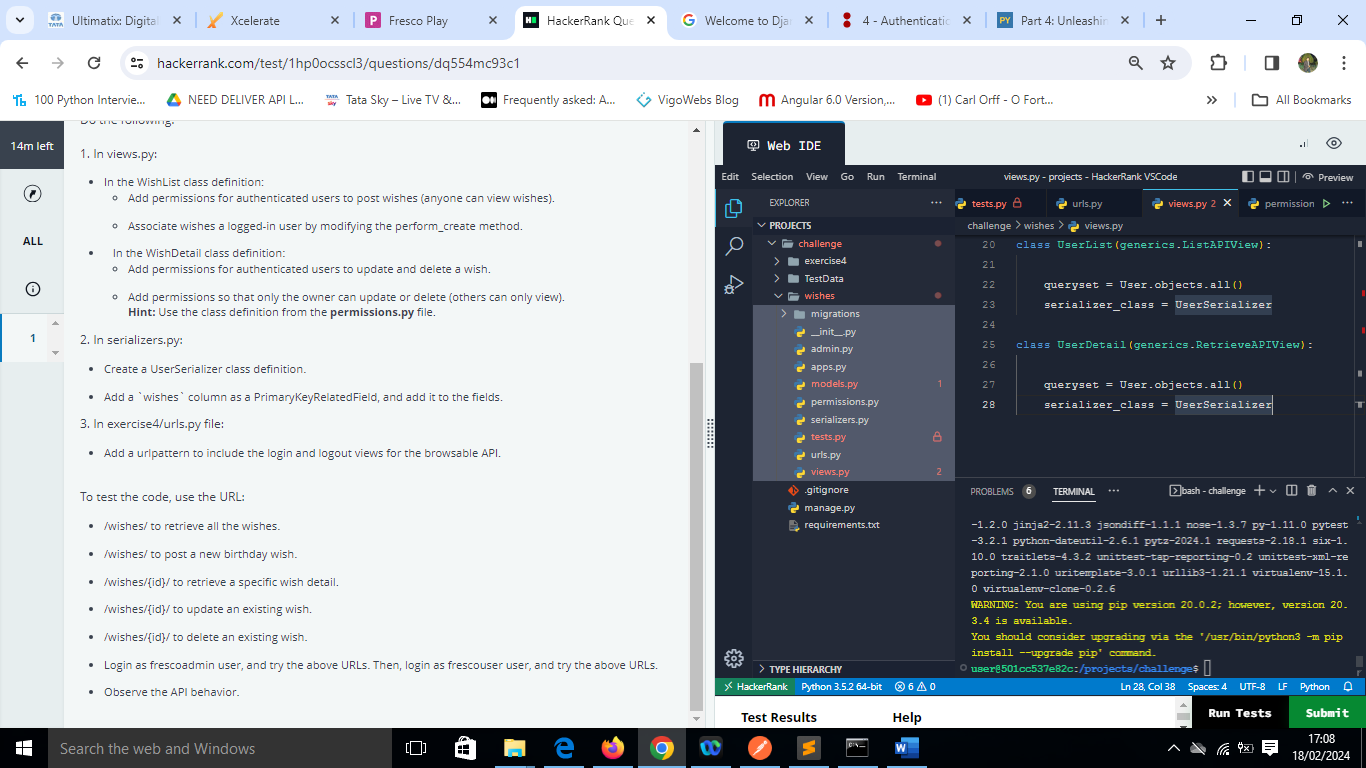 Ultimatix: Digital
Xcelerate
Fresco Play
HackerRank Que
Welcome to Djan
4 - Authenticatio
Part 4: Unleashin
hackerrank.com/test/1hp0ocsscl3/questions/dq554mc93c1
100 Python Intervie...
NEED DELIVER API L...
Tata Sky – Live TV &...
Frequently asked: A...
VigoWebs Blog
Angular 6.0 Version,...
(1) Carl Orff - O Fort...
All Bookmarks
14m left
ALL
1
Do the following:
1. In views.py:
In the WishList class definition:
Add permissions for authenticated users to post wishes (anyone can view wishes).
Associate wishes a logged-in user by modifying the perform_create method.
In the WishDetail class definition:
Add permissions for authenticated users to update and delete a wish.
Add permissions so that only the owner can update or delete (others can only view).
Hint: Use the class definition from the permissions.py file.
2. In serializers.py:
Create a UserSerializer class definition.
Add a `wishes` column as a PrimaryKeyRelatedField, and add it to the fields.
3. In exercise4/urls.py file:
Add a urlpattern to include the login and logout views for the browsable API.
To test the code, use the URL:
/wishes/ to retrieve all the wishes.
/wishes/ to post a new birthday wish.
/wishes/{id}/ to retrieve a specific wish detail.
/wishes/{id}/ to update an existing wish.
/wishes/{id}/ to delete an existing wish.
Login as frescoadmin user, and try the above URLs. Then, login as frescouser user, and try the above URLs.
Observe the API behavior.
Web IDE
Edit Selection View Go Run Terminal
views.py - projects - HackerRank VSCode
Preview
EXPLORER
PROJECTS
challenge
exercise4
TestData
wishes
migrations
__init__.py
admin.py
apps.py
models.py 1
permissions.py
serializers.py
tests.py
urls.py
views.py 2
.gitignore
manage.py
requirements.txt
TYPE HIERARCHY
tests.py
urls.py
views.py 2
permission
challenge > wishes > views.py
20 class UserList(generics.ListAPIView):
21
22 queryset = User.objects.all()
23 serializer_class = UserSerializer
24
25 class UserDetail(generics.RetrieveAPIView):
26
27 queryset = User.objects.all()
28 serializer_class = UserSerializer
PROBLEMS 6 TERMINAL
bash - challenge
-1.2.0 jinja2-2.11.3 jsondiff-1.1.1 nose-1.3.7 py-1.11.0 pytest
-3.2.1 python-dateutil-2.6.1 pytz-2024.1 requests-2.18.1 six-1.
10.0 traitlets-4.3.2 unittest-tap-reporting-0.2 unittest-xml-re
porting-2.1.0 uritemplate-3.0.1 urllib3-1.21.1 virtualenv-15.1.
0 virtualenv-clone-0.2.6
WARNING: You are using pip version 20.0.2; however, version 20.
3.4 is available.
You should consider upgrading via the '/usr/bin/python3 -m pip
install --upgrade pip' command.
user@501cc537e82c:/projects/challenge$
HackerRank
Python 3.5.2 64-bit
6
0
Ln 28, Col 38
Spaces: 4
UTF-8
LF
Python
Test Results
Help
Run Tests
Submit
Search the web and Windows
17:08
18/02/2024